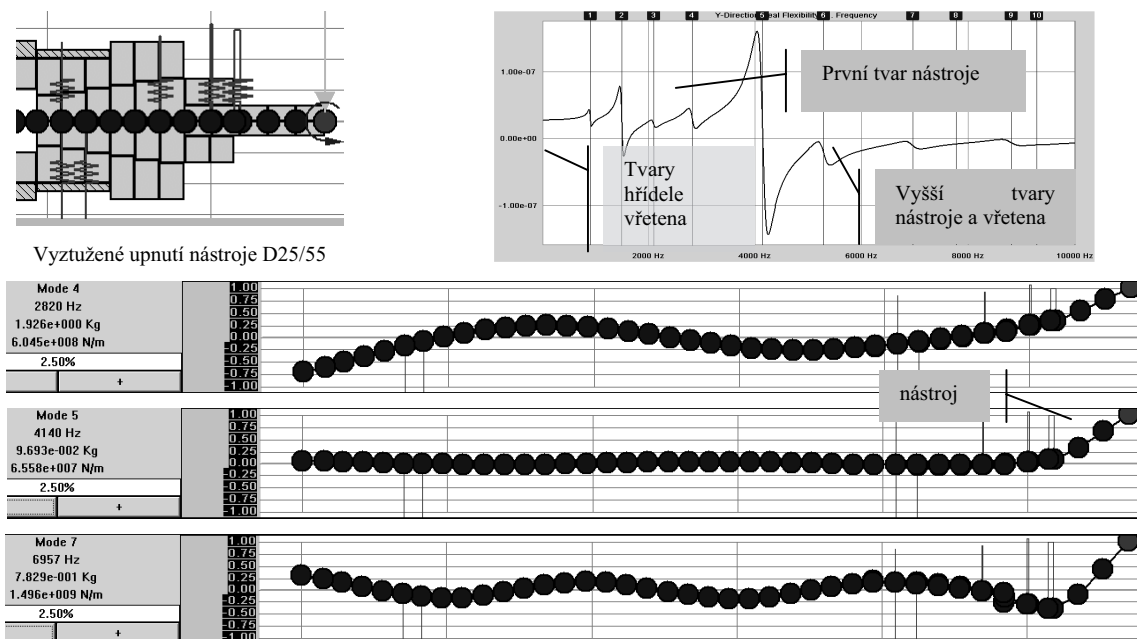 1 2 3 4 5 6 7 8 9 10
Y-Direction Real Flexibility . Frequency
1.00e-07
0.00e+00
-1.00e-07
2000 Hz 4000 Hz 6000 Hz 8000 Hz 10000 Hz
První tvar nástroje
Tvary
hřídele
vřetena
Vyšší tvary
nástroje a vřetena
Vyztužené upnutí nástroje D25/55
Mode 4
2820 Hz
1.926e+000 Kg
6.045e+008 N/m
2.50%
+
1.00
0.75
0.50
0.25
0.00
-0.25
-0.50
-0.75
-1.00
nástroj
Mode 5
4140 Hz
9.693e-002 Kg
6.558e+007 N/m
2.50%
+
1.00
0.75
0.50
0.25
0.00
-0.25
-0.50
-0.75
-1.00
Mode 7
6957 Hz
7.829e-001 Kg
1.496e+009 N/m
2.50%
+
1.00
0.75
0.50
0.25
0.00
-0.25
-0.50
-0.75
-1.00